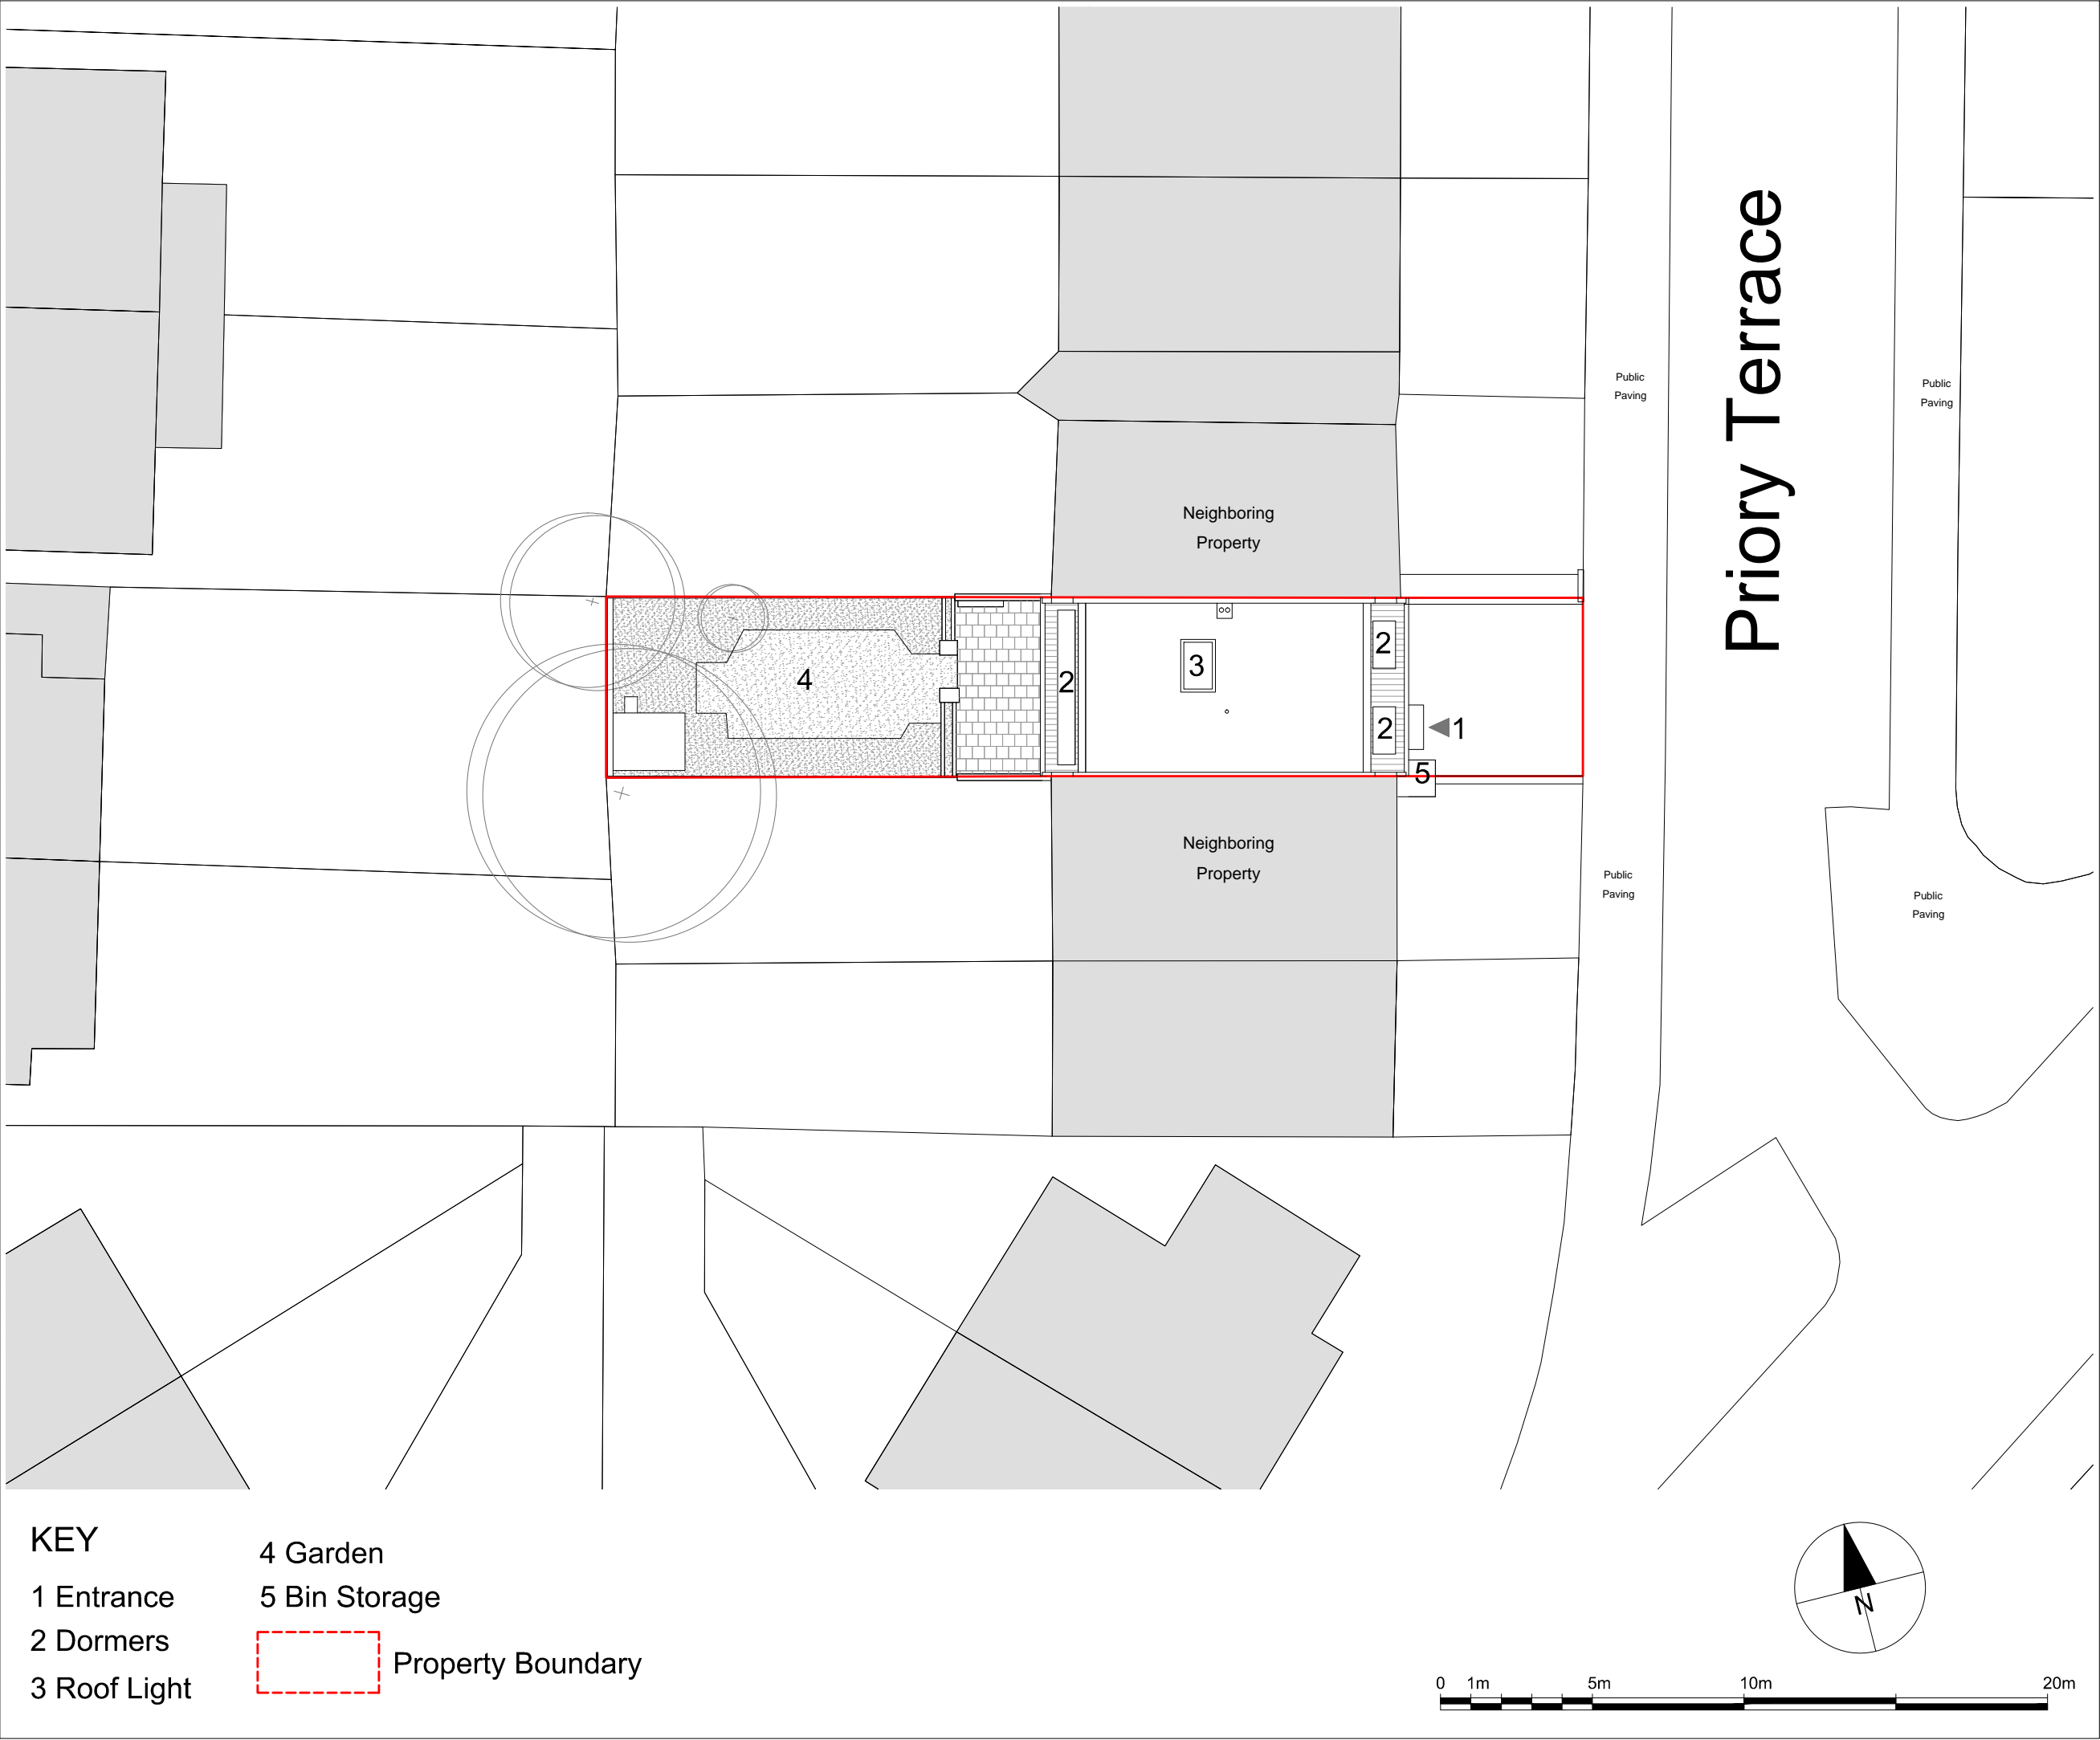 Priory Terrace
Public
Paving
Public
Paving
Neighboring
Property
4
2
3
2
2
1
5
Neighboring
Property
Public
Paving
Public
Paving
KEY
1 Entrance
2 Dormers
3 Roof Light
4 Garden
5 Bin Storage
Property Boundary
N
0 1m 5m 10m 20m